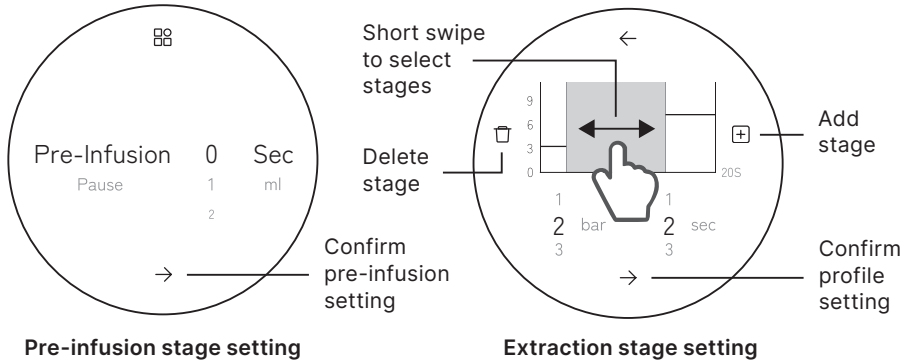 Pre-Infusion 0 Sec
Pause 1 ml
2
Confirm
pre-infusion
setting
Pre-infusion stage setting
Short swipe
to select
stages
Delete
stage
9
6
3
0
20S
1 1
2 bar 2 sec
3 3
Add
stage
Confirm
profile
setting
Extraction stage setting